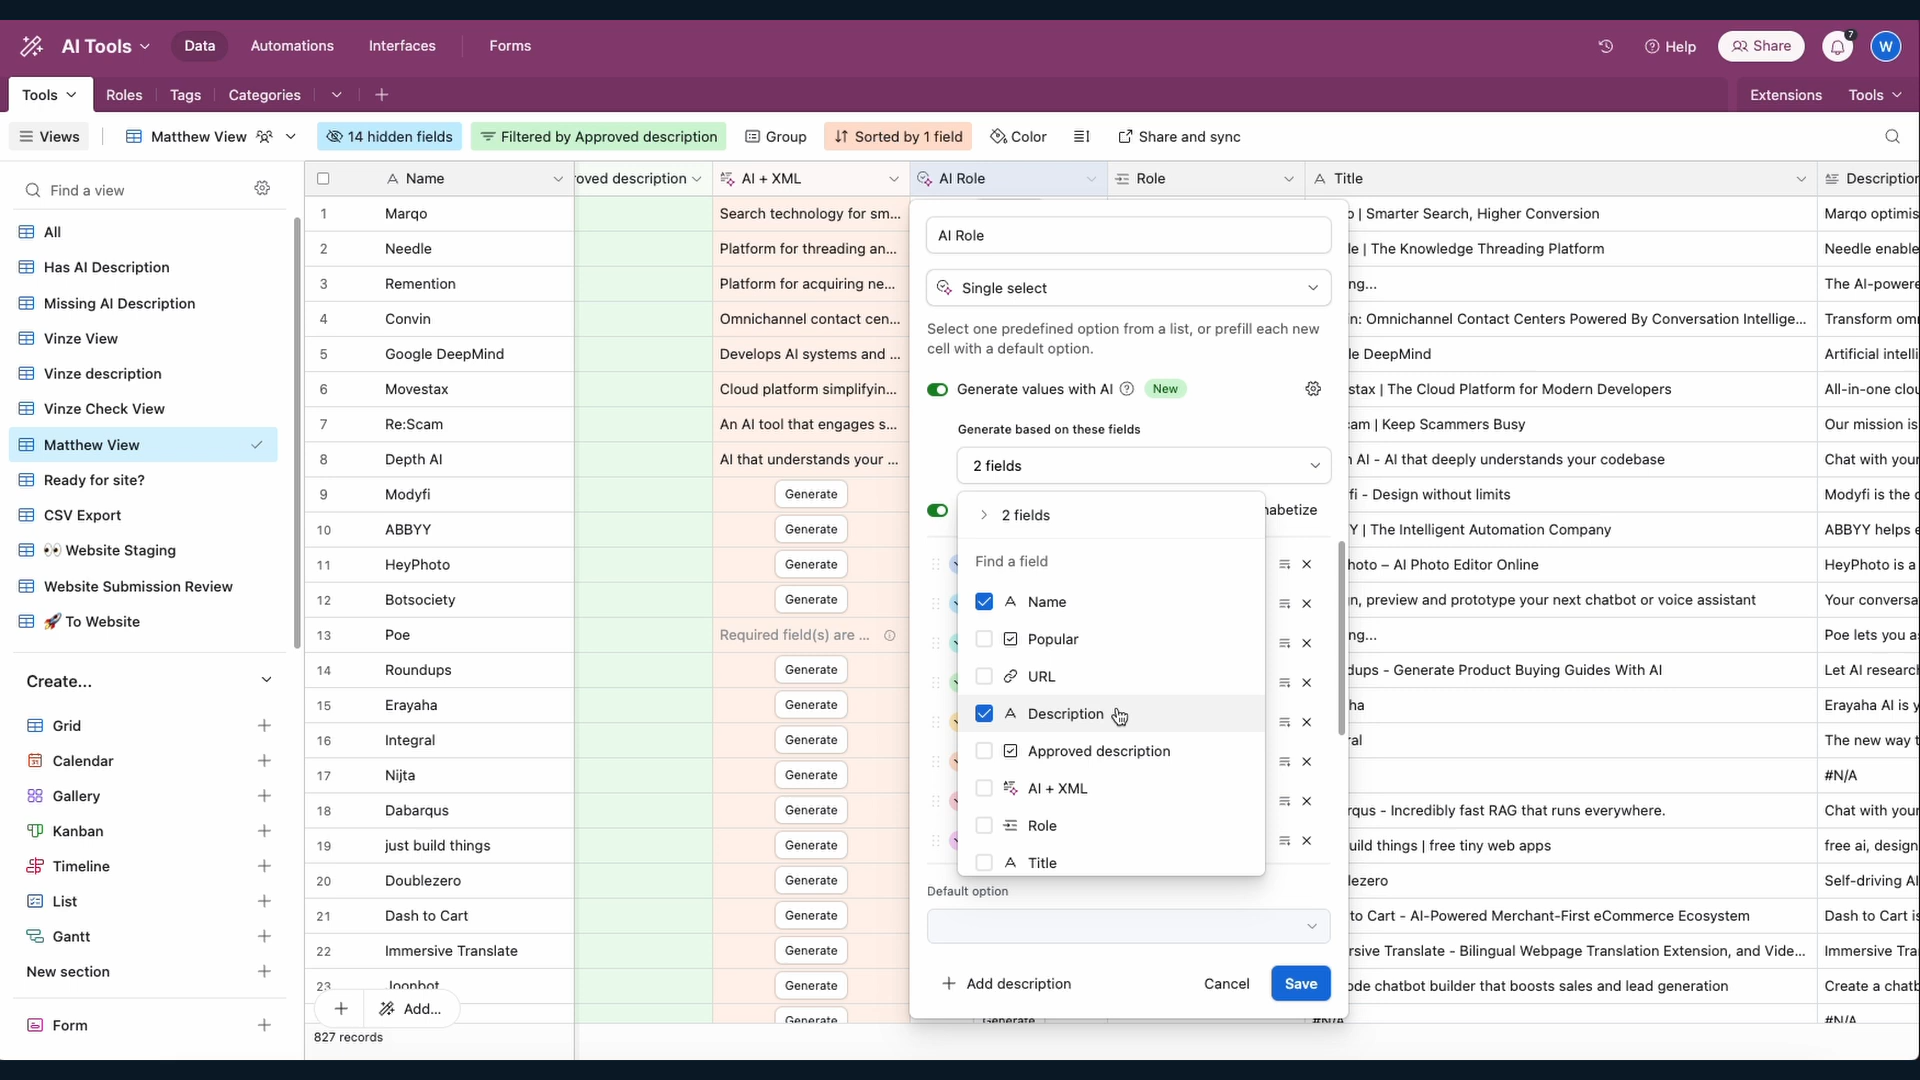 AI Tools
Data
Automations
Interfaces
Forms
Help
Share
7
W
Tools
Roles
Tags
Categories
Extensions
Tools
Views
Matthew View
14 hidden fields
Filtered by Approved description
Group
Sorted by 1 field
Color
Share and sync
Find a view
All
Has AI Description
Missing AI Description
Vinze View
Vinze description
Vinze Check View
Matthew View
Ready for site?
CSV Export
👀 Website Staging
Website Submission Review
🚀 To Website
Create...
Grid
Calendar
Gallery
Kanban
Timeline
List
Gantt
New section
Form
Name
oved description
AI + XML
AI Role
Role
Title
Description
1 Marqo Search technology for sm... o | Smarter Search, Higher Conversion Marqo optimis
2 Needle Platform for threading an... le | The Knowledge Threading Platform Needle enable
3 Remention Platform for acquiring ne... ng... The AI-powere
4 Convin Omnichannel contact cen... n: Omnichannel Contact Centers Powered By Conversation Intellige... Transform omn
5 Google DeepMind Develops AI systems and ... le DeepMind Artificial intelli
6 Movestax Cloud platform simplifyin... stax | The Cloud Platform for Modern Developers All-in-one clou
7 Re:Scam An AI tool that engages s... cam | Keep Scammers Busy Our mission is
8 Depth AI AI that understands your ... n AI - AI that deeply understands your codebase Chat with your
9 Modyfi Generate fi - Design without limits Modyfi is the c
10 ABBYY Generate Y | The Intelligent Automation Company ABBYY helps e
11 HeyPhoto Generate hoto – AI Photo Editor Online HeyPhoto is a
12 Botsociety Generate n, preview and prototype your next chatbot or voice assistant Your conversa
13 Poe Required field(s) are ... ng... Poe lets you a
14 Roundups Generate dups - Generate Product Buying Guides With AI Let AI research
15 Erayaha Generate ha Erayaha AI is y
16 Integral Generate ral The new way t
17 Nijta Generate #N/A
18 Dabarqus Generate rqus - Incredibly fast RAG that runs everywhere. Chat with your
19 just build things Generate uild things | free tiny web apps free ai, design
20 Doublezero Generate lezero Self-driving AI
21 Dash to Cart Generate to Cart - AI-Powered Merchant-First eCommerce Ecosystem Dash to Cart is
22 Immersive Translate Generate rsive Translate - Bilingual Webpage Translation Extension, and Vide... Immersive Tra
23 Joonbot Generate ode chatbot builder that boosts sales and lead generation Create a chatb
Generate Generate #N/A #N/A
Add...
827 records
AI Role
Single select
Select one predefined option from a list, or prefill each new
cell with a default option.
Generate values with AI
New
Generate based on these fields
2 fields
habetize
2 fields
Find a field
Name
Popular
URL
Description
Approved description
AI + XML
Role
Title
Default option
Add description
Cancel
Save